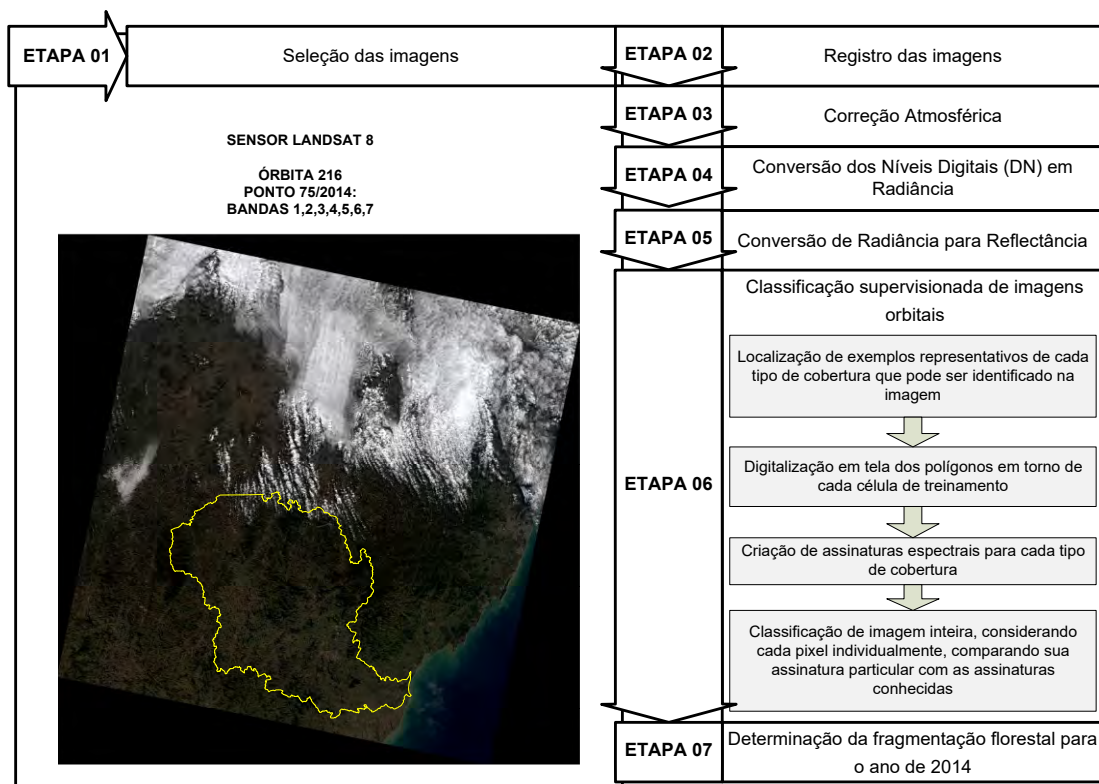 ETAPA 01
Seleção das imagens
SENSOR LANDSAT 8
ÓRBITA 216
PONTO 75/2014:
BANDAS 1,2,3,4,5,6,7
ETAPA 02
Registro das imagens
ETAPA 03
Correção Atmosférica
ETAPA 04
Conversão dos Níveis Digitais (DN) em
Radiância
ETAPA 05
Conversão de Radiância para Reflectância
ETAPA 06
Classificação supervisionada de imagens
orbitais
Localização de exemplos representativos de cada
tipo de cobertura que pode ser identificado na
imagem
Digitalização em tela dos polígonos em torno de
cada célula de treinamento
Criação de assinaturas espectrais para cada tipo
de cobertura
Classificação de imagem inteira, considerando
cada pixel individualmente, comparando sua
assinatura particular com as assinaturas
conhecidas
ETAPA 07
Determinação da fragmentação florestal para
o ano de 2014